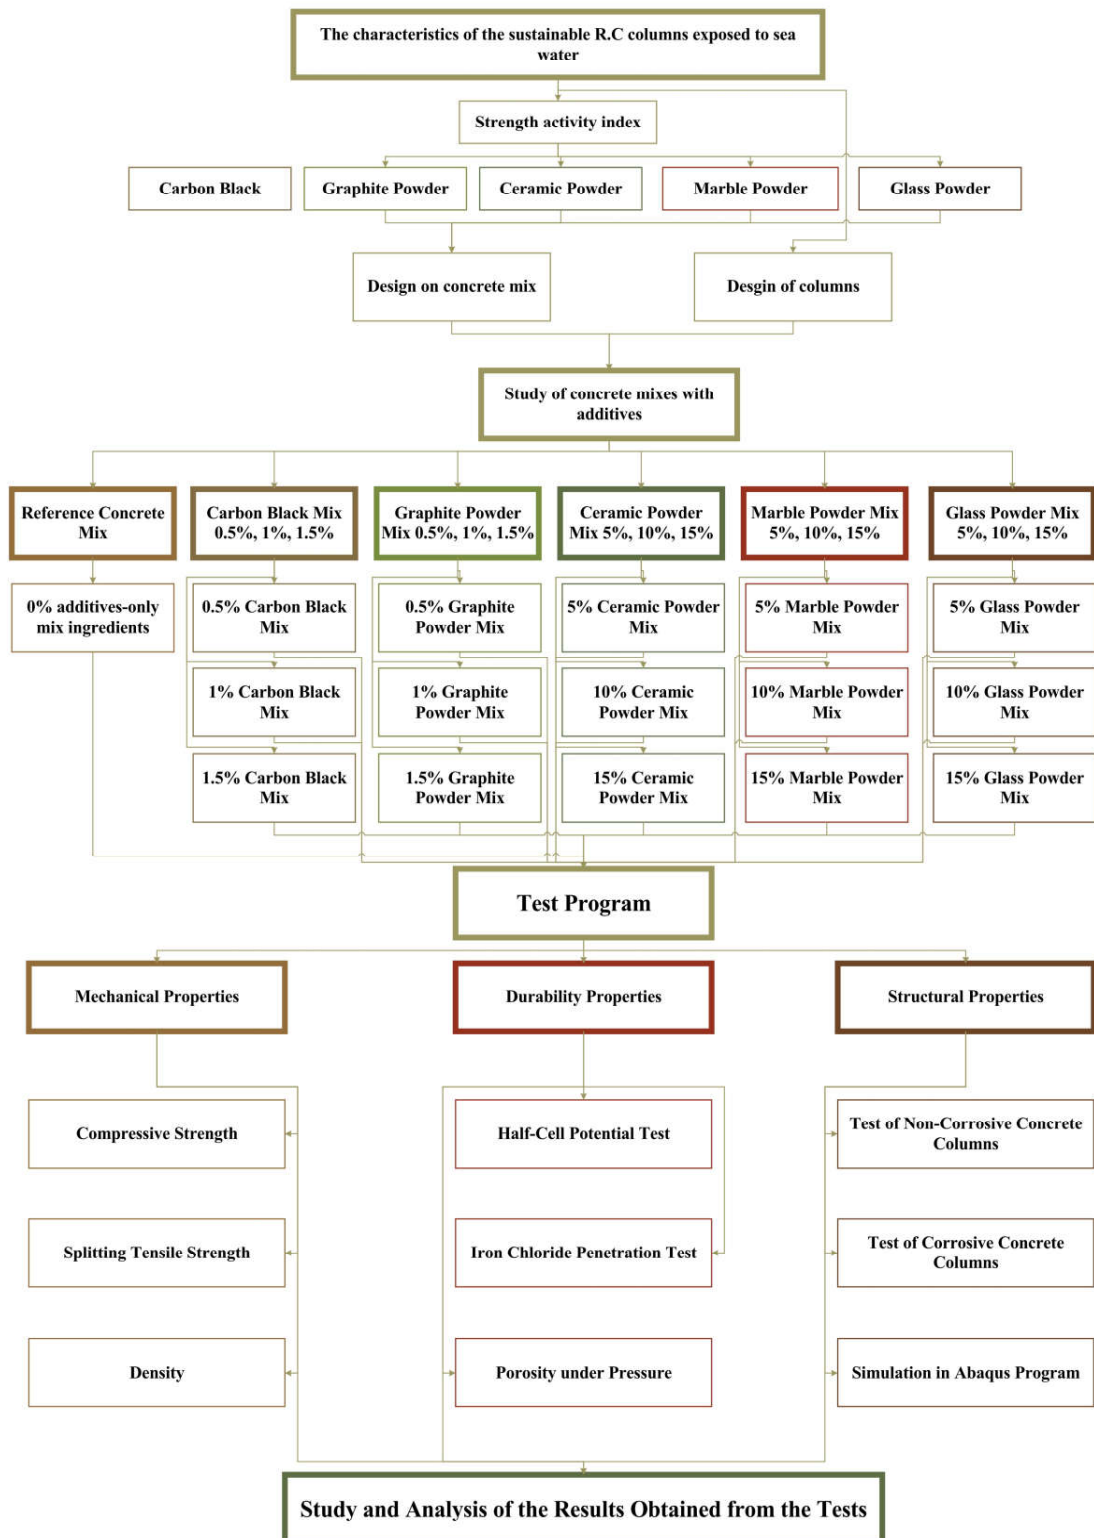 The characteristics of the sustainable R.C columns exposed to sea
water
Strength activity index
Carbon Black
Graphite Powder
Ceramic Powder
Marble Powder
Glass Powder
Design on concrete mix
Desgin of columns
Study of concrete mixes with
additives
Reference Concrete
Mix
Carbon Black Mix
0.5%, 1%, 1.5%
Graphite Powder
Mix 0.5%, 1%, 1.5%
Ceramic Powder
Mix 5%, 10%, 15%
Marble Powder Mix
5%, 10%, 15%
Glass Powder Mix
5%, 10%, 15%
0% additives-only
mix ingredients
0.5% Carbon Black
Mix
0.5% Graphite
Powder Mix
5% Ceramic Powder
Mix
5% Marble Powder
Mix
5% Glass Powder
Mix
1% Carbon Black
Mix
1% Graphite
Powder Mix
10% Ceramic
Powder Mix
10% Marble Powder
Mix
10% Glass Powder
Mix
1.5% Carbon Black
Mix
1.5% Graphite
Powder Mix
15% Ceramic
Powder Mix
15% Marble Powder
Mix
15% Glass Powder
Mix
Test Program
Mechanical Properties
Durability Properties
Structural Properties
Compressive Strength
Half-Cell Potential Test
Test of Non-Corrosive Concrete
Columns
Splitting Tensile Strength
Iron Chloride Penetration Test
Test of Corrosive Concrete
Columns
Density
Porosity under Pressure
Simulation in Abaqus Program
Study and Analysis of the Results Obtained from the Tests